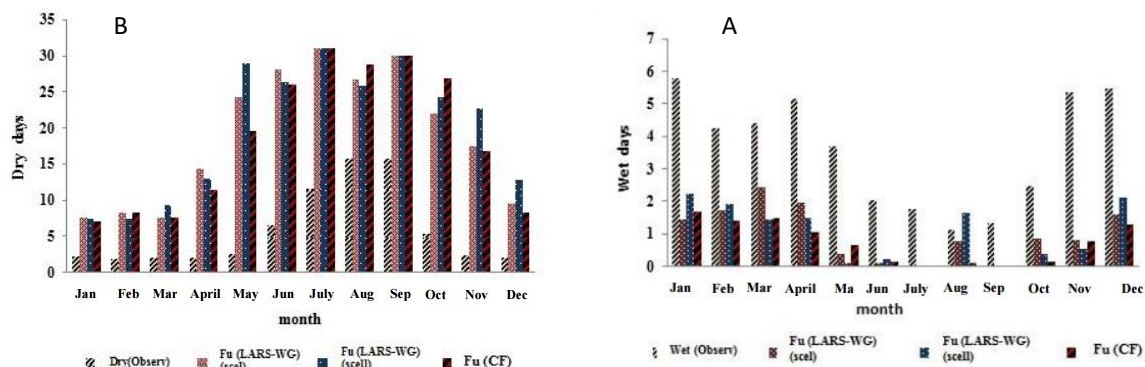 B
35
30
25
20
15
10
5
0
Dry days
Jan Feb Mar April May Jun July Aug Sep Oct Nov Dec
month
Dry(Observ) Fu (LARS-WG) Fu (LARS-WG) Fu (CF)
(scel) (scell)
A
7
6
5
4
3
2
1
0
Wet days
Jan Feb Mar April Ma Jun July Aug Sep Oct Nov Dec
month
Wet (Observ) Fu (LARS-WG) Fu (LARS-WG) Fu (CF)
(scel) (scell)